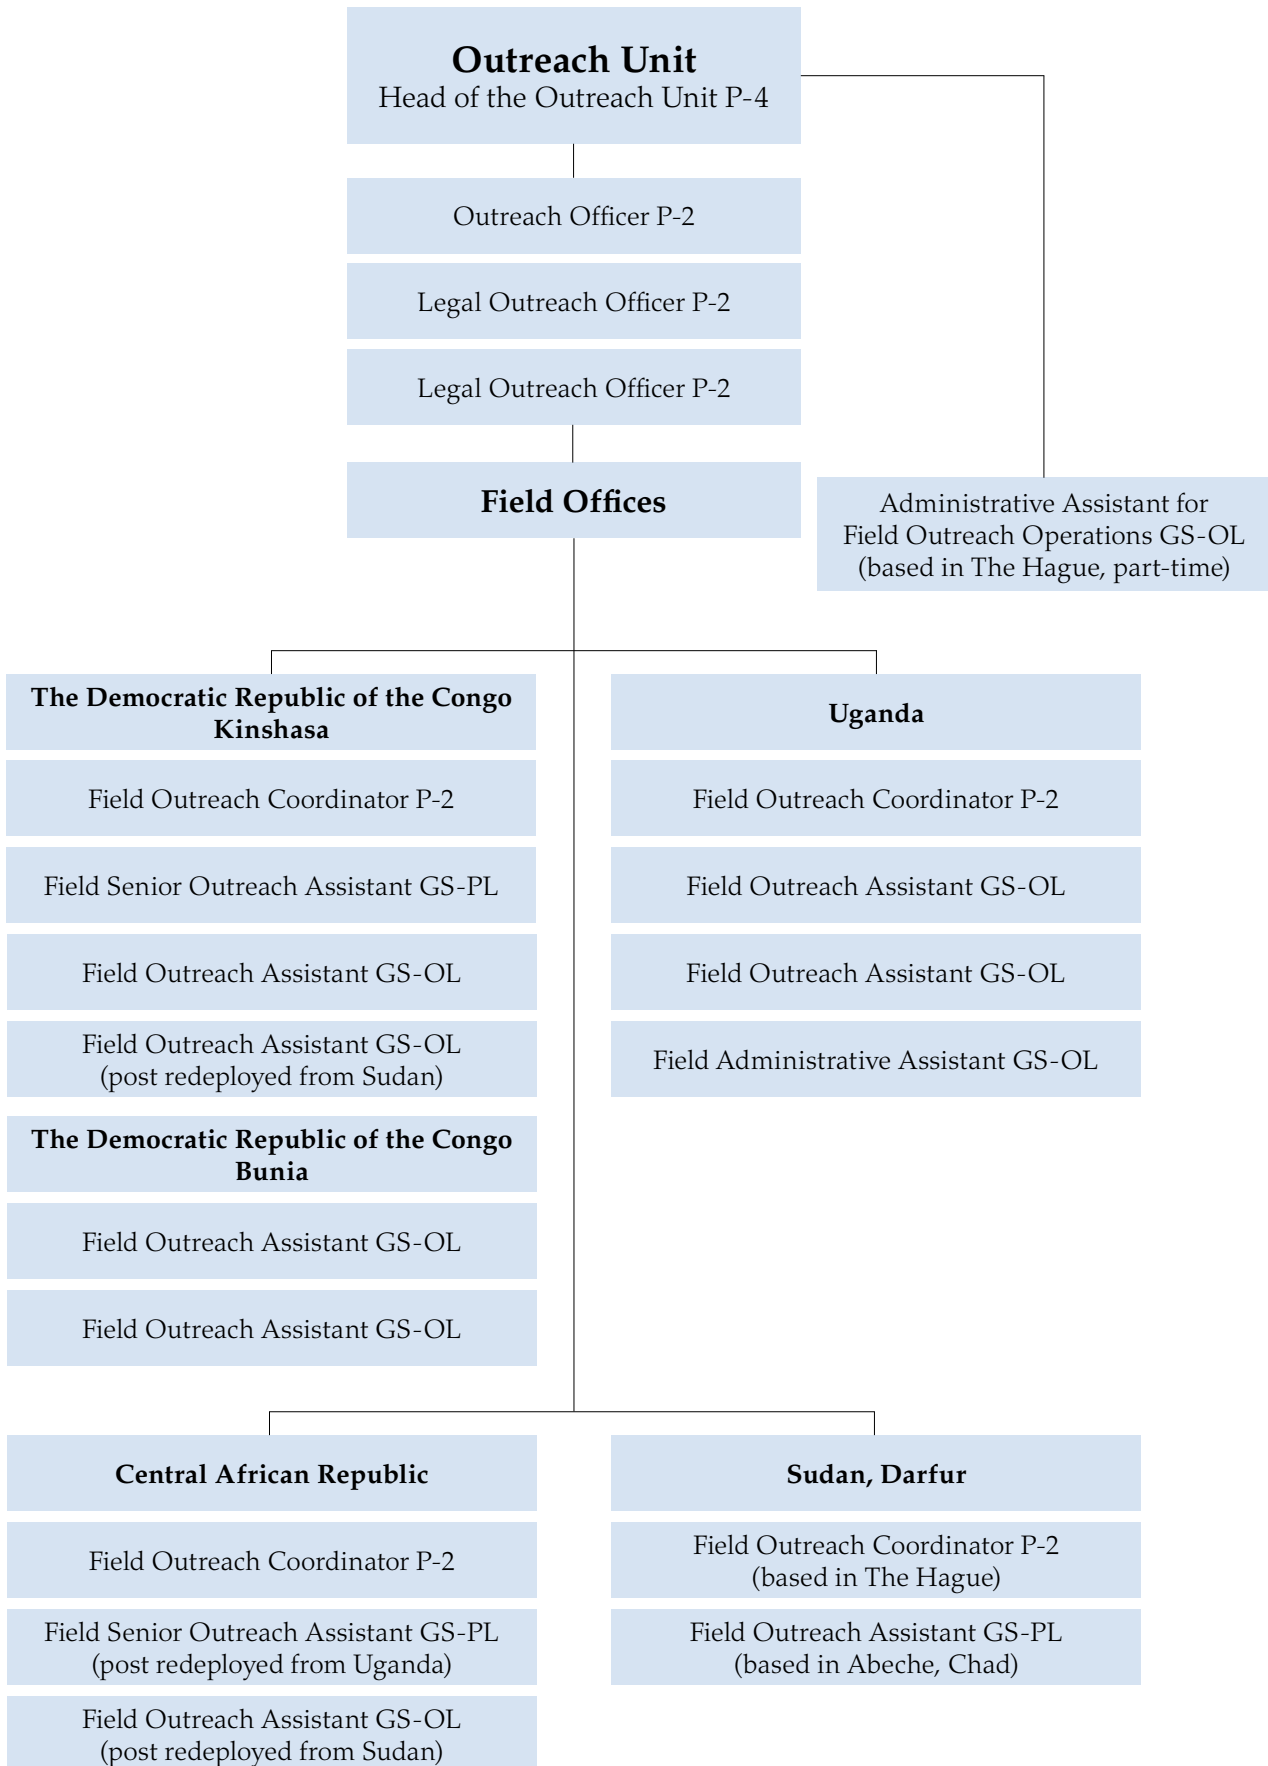 Outreach Unit
Head of the Outreach Unit P-4
Outreach Officer P-2
Legal Outreach Officer P-2
Legal Outreach Officer P-2
Field Offices
Administrative Assistant for
Field Outreach Operations GS-OL
(based in The Hague, part-time)
The Democratic Republic of the Congo
Kinshasa
Field Outreach Coordinator P-2
Field Senior Outreach Assistant GS-PL
Field Outreach Assistant GS-OL
Field Outreach Assistant GS-OL
(post redeployed from Sudan)
The Democratic Republic of the Congo
Bunia
Field Outreach Assistant GS-OL
Field Outreach Assistant GS-OL
Uganda
Field Outreach Coordinator P-2
Field Outreach Assistant GS-OL
Field Outreach Assistant GS-OL
Field Administrative Assistant GS-OL
Central African Republic
Field Outreach Coordinator P-2
Field Senior Outreach Assistant GS-PL
(post redeployed from Uganda)
Field Outreach Assistant GS-OL
(post redeployed from Sudan)
Sudan, Darfur
Field Outreach Coordinator P-2
(based in The Hague)
Field Outreach Assistant GS-PL
(based in Abeche, Chad)